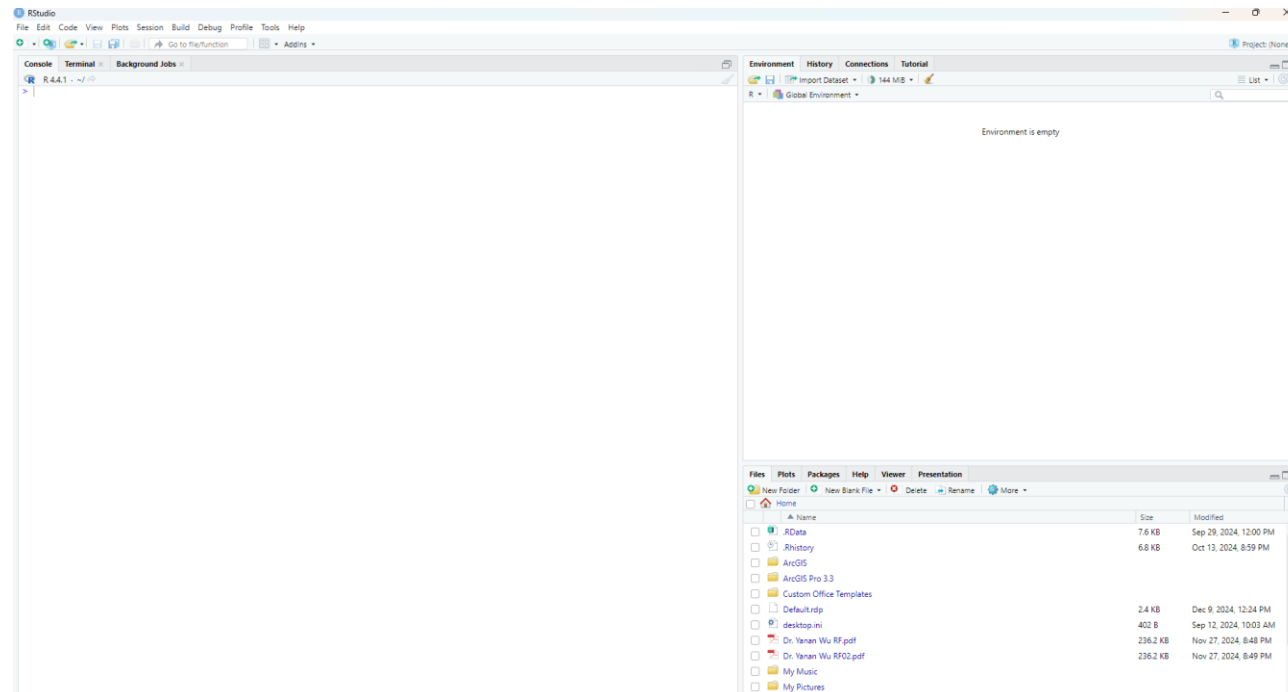 RStudio
File Edit Code View Plots Session Build Debug Profile Tools Help
Go to file/function Addins
Project: (None
Console Terminal Background Jobs
R 4.4.1 · ~/
>
Environment History Connections Tutorial
Import Dataset 144 MiB List
R Global Environment
Environment is empty
Files Plots Packages Help Viewer Presentation
New Folder New Blank File Delete Rename More
Home
Name Size Modified
.RData 7.6 KB Sep 29, 2024, 12:00 PM
.Rhistory 6.8 KB Oct 13, 2024, 8:59 PM
ArcGIS
ArcGIS Pro 3.3
Custom Office Templates
Default.rdp 2.4 KB Dec 9, 2024, 12:24 PM
desktop.ini 402 B Sep 12, 2024, 10:03 AM
Dr. Yanan Wu RF.pdf 236.2 KB Nov 27, 2024, 8:48 PM
Dr. Yanan Wu RF02.pdf 236.2 KB Nov 27, 2024, 8:49 PM
My Music
My Pictures